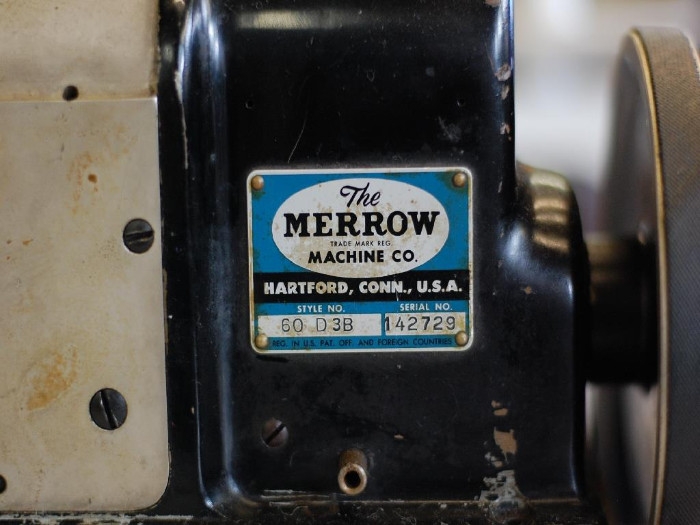 The
MERROW
TRADE MARK REG.
MACHINE CO.
HARTFORD, CONN., U.S.A.
STYLE NO. SERIAL NO.
60 D3B 142729
REG. IN U.S. PAT. OFF. AND FOREIGN COUNTRIES